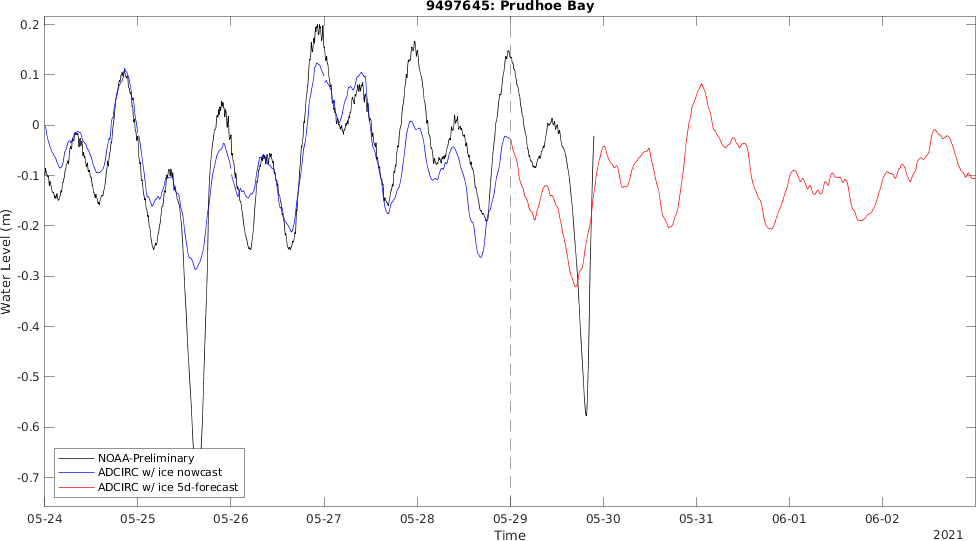 9497645: Prudhoe Bay
0.2
0.1
0
-0.1
-0.2
-0.3
-0.4
-0.5
-0.6
-0.7
Water Level (m)
NOAA-Preliminary
ADCIRC w/ ice nowcast
ADCIRC w/ ice 5d-forecast
05-24 05-25 05-26 05-27 05-28 05-29 05-30 05-31 06-01 06-02
Time
2021